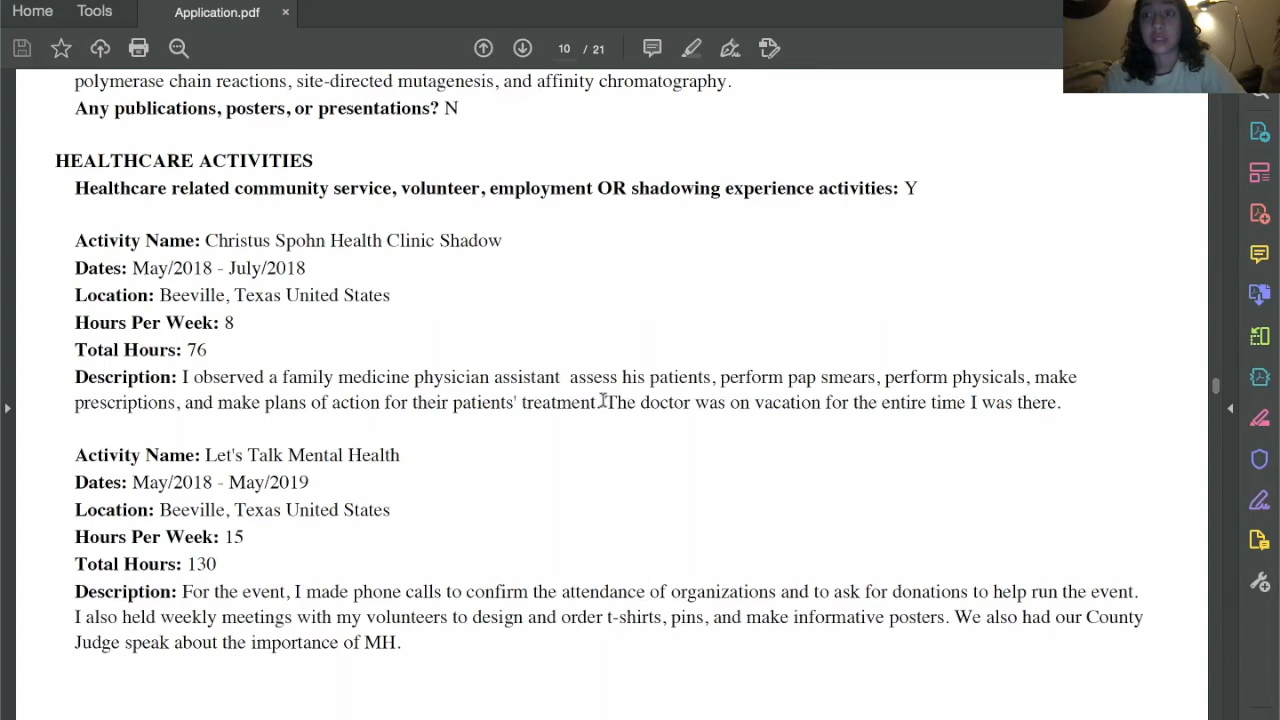 Home Tools Application.pdf ×
10 / 21
polymerase chain reactions, site-directed mutagenesis, and affinity chromatography.
Any publications, posters, or presentations? N
HEALTHCARE ACTIVITIES
Healthcare related community service, volunteer, employment OR shadowing experience activities: Y
Activity Name: Christus Spohn Health Clinic Shadow
Dates: May/2018 - July/2018
Location: Beeville, Texas United States
Hours Per Week: 8
Total Hours: 76
Description: I observed a family medicine physician assistant  assess his patients, perform pap smears, perform physicals, make
prescriptions, and make plans of action for their patients' treatment. The doctor was on vacation for the entire time I was there.
Activity Name: Let's Talk Mental Health
Dates: May/2018 - May/2019
Location: Beeville, Texas United States
Hours Per Week: 15
Total Hours: 130
Description: For the event, I made phone calls to confirm the attendance of organizations and to ask for donations to help run the event.
I also held weekly meetings with my volunteers to design and order t-shirts, pins, and make informative posters. We also had our County
Judge speak about the importance of MH.